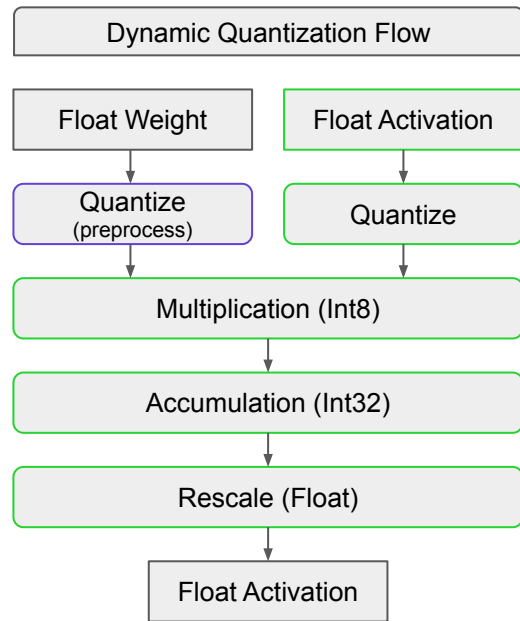 Dynamic Quantization Flow
Float Weight
Float Activation
Quantize
(preprocess)
Quantize
Multiplication (Int8)
Accumulation (Int32)
Rescale (Float)
Float Activation